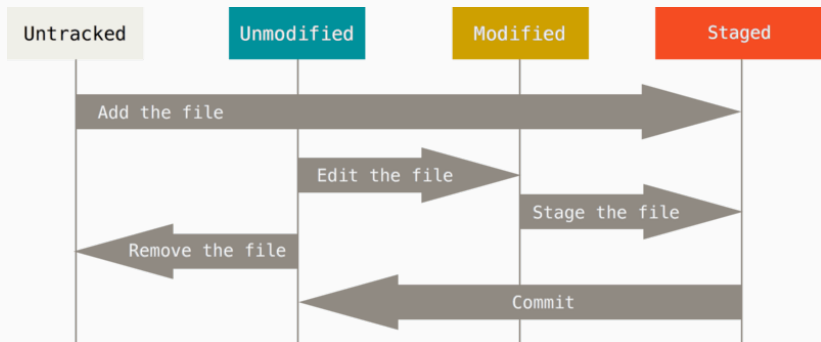 Untracked
Unmodified
Modified
Staged
Add the file
Edit the file
Stage the file
Remove the file
Commit